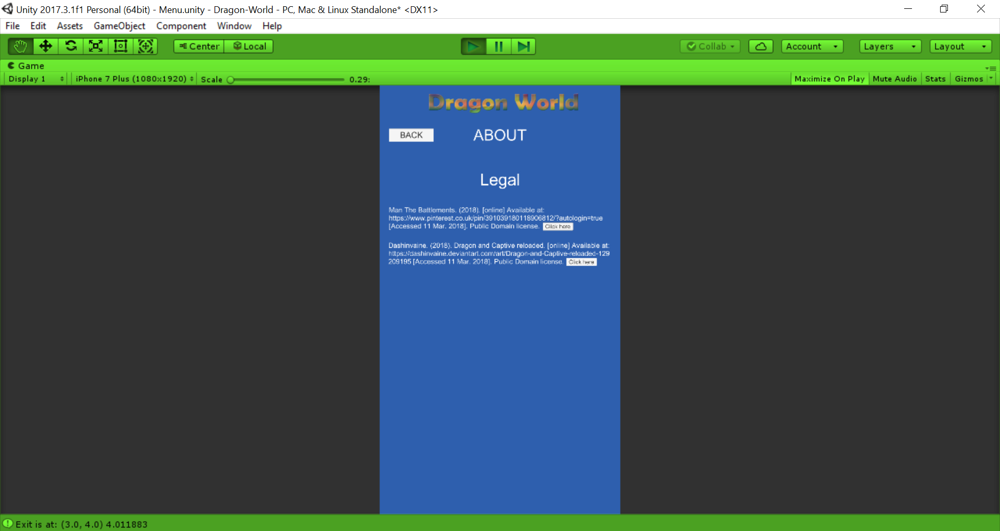 Unity 2017.3.1f1 Personal (64bit) - Menu.unity - Dragon-World - PC, Mac & Linux Standalone* <DX11>
File Edit Assets GameObject Component Window Help
Center Local Collab Account Layers Layout
Game
Display 1 iPhone 7 Plus (1080x1920) Scale 0.29: Maximize On Play Mute Audio Stats Gizmos
Dragon World
BACK ABOUT
Legal
Man The Battlements. (2018). [online] Available at:
https://www.pinterest.co.uk/pin/391039180118906812/?autologin=true
[Accessed 11 Mar. 2018]. Public Domain license. Click here
Dashinvaine. (2018). Dragon and Captive reloaded. [online] Available at:
https://dashinvaine.deviantart.com/art/Dragon-and-Captive-reloaded-129
209195 [Accessed 11 Mar. 2018]. Public Domain license. Click here
Exit is at: (3.0, 4.0) 4.011883